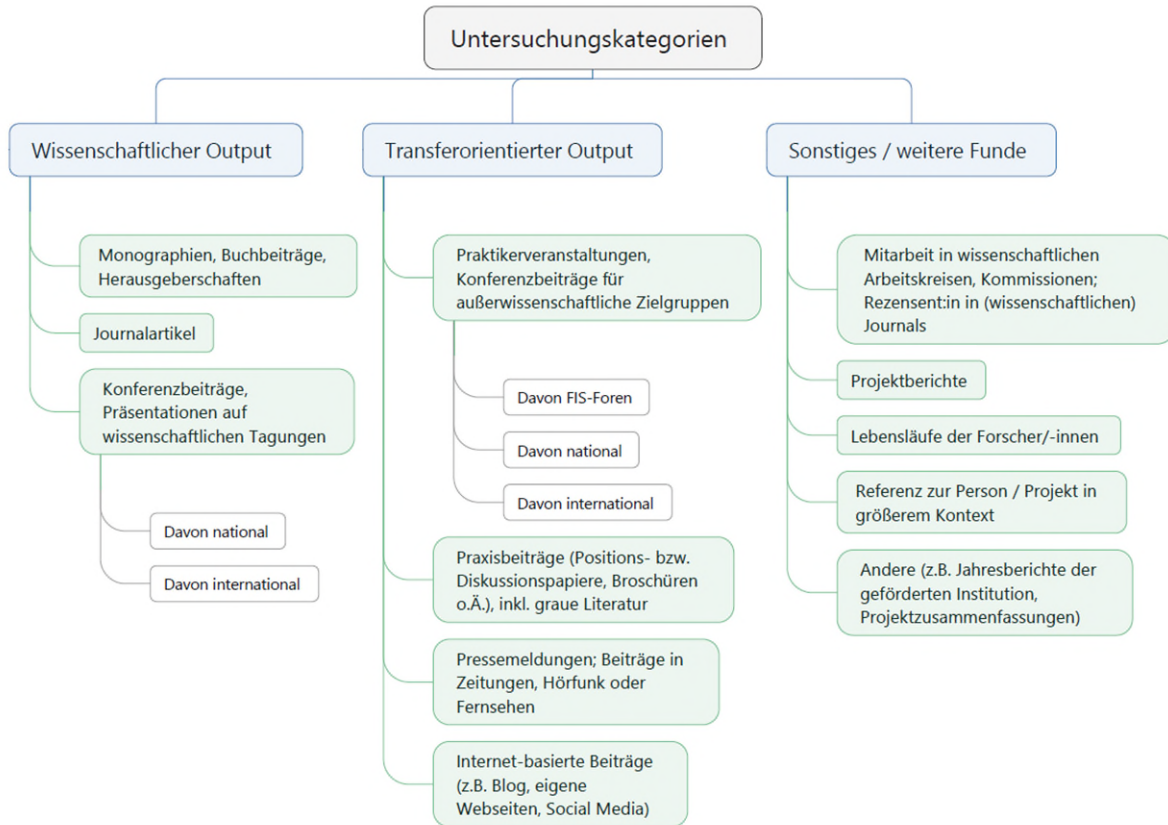 Untersuchungskategorien
Wissenschaftlicher Output
Monographien, Buchbeiträge,
Herausgeberschaften
Journalartikel
Konferenzbeiträge,
Präsentationen auf
wissenschaftlichen Tagungen
Davon national
Davon international
Transferorientierter Output
Praktikerveranstaltungen,
Konferenzbeiträge für
außerwissenschaftliche Zielgruppen
Davon FIS-Foren
Davon national
Davon international
Praxisbeiträge (Positions- bzw.
Diskussionspapiere, Broschüren
o.Ä.), inkl. graue Literatur
Pressemeldungen; Beiträge in
Zeitungen, Hörfunk oder
Fernsehen
Internet-basierte Beiträge
(z.B. Blog, eigene
Webseiten, Social Media)
Sonstiges / weitere Funde
Mitarbeit in wissenschaftlichen
Arbeitskreisen, Kommissionen;
Rezensent:in in (wissenschaftlichen)
Journals
Projektberichte
Lebensläufe der Forscher/-innen
Referenz zur Person / Projekt in
größerem Kontext
Andere (z.B. Jahresberichte der
geförderten Institution,
Projektzusammenfassungen)